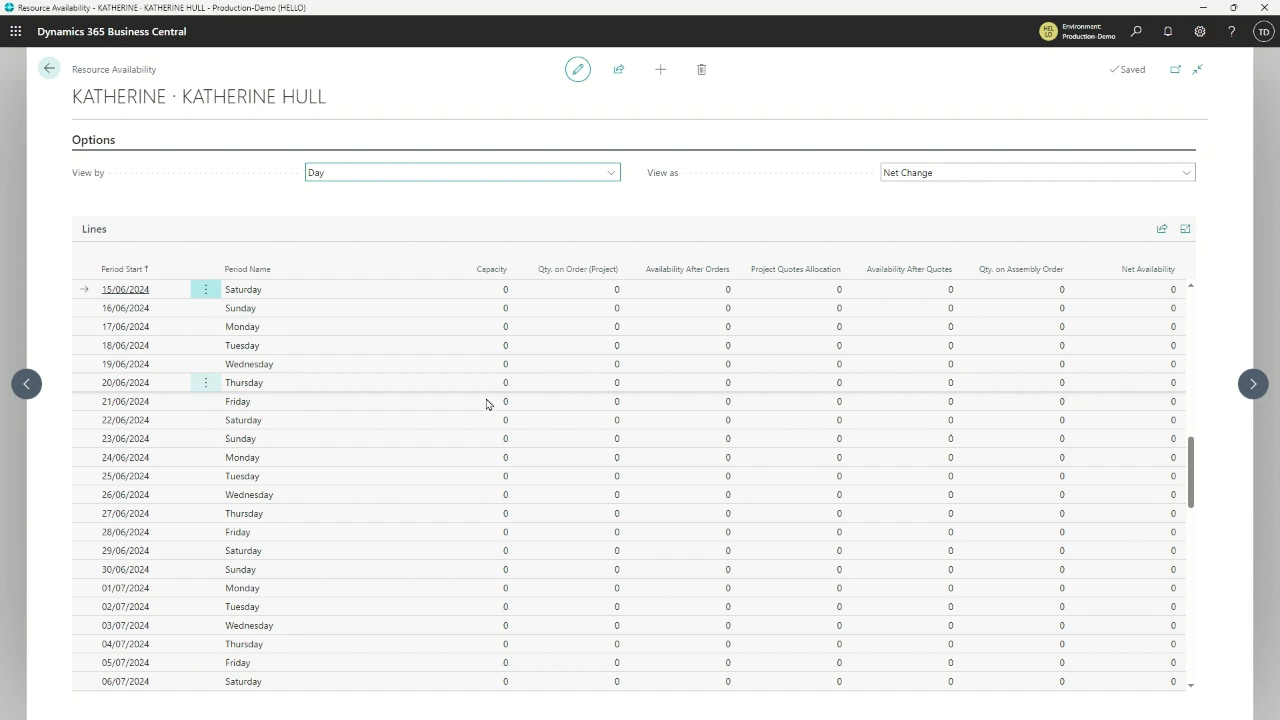 Resource Availability - KATHERINE · KATHERINE HULL - Production-Demo (HELLO)
Dynamics 365 Business Central
HEL LO Environment: Production-Demo TD
Resource Availability
Saved
KATHERINE · KATHERINE HULL
Options
View by Day View as Net Change
Lines
Period Start↑ Period Name Capacity Qty. on Order (Project) Availability After Orders Project Quotes Allocation Availability After Quotes Qty. on Assembly Order Net Availability
15/06/2024 Saturday 0 0 0 0 0 0 0
16/06/2024 Sunday 0 0 0 0 0 0 0
17/06/2024 Monday 0 0 0 0 0 0 0
18/06/2024 Tuesday 0 0 0 0 0 0 0
19/06/2024 Wednesday 0 0 0 0 0 0 0
20/06/2024 Thursday 0 0 0 0 0 0 0
21/06/2024 Friday 0 0 0 0 0 0 0
22/06/2024 Saturday 0 0 0 0 0 0 0
23/06/2024 Sunday 0 0 0 0 0 0 0
24/06/2024 Monday 0 0 0 0 0 0 0
25/06/2024 Tuesday 0 0 0 0 0 0 0
26/06/2024 Wednesday 0 0 0 0 0 0 0
27/06/2024 Thursday 0 0 0 0 0 0 0
28/06/2024 Friday 0 0 0 0 0 0 0
29/06/2024 Saturday 0 0 0 0 0 0 0
30/06/2024 Sunday 0 0 0 0 0 0 0
01/07/2024 Monday 0 0 0 0 0 0 0
02/07/2024 Tuesday 0 0 0 0 0 0 0
03/07/2024 Wednesday 0 0 0 0 0 0 0
04/07/2024 Thursday 0 0 0 0 0 0 0
05/07/2024 Friday 0 0 0 0 0 0 0
06/07/2024 Saturday 0 0 0 0 0 0 0